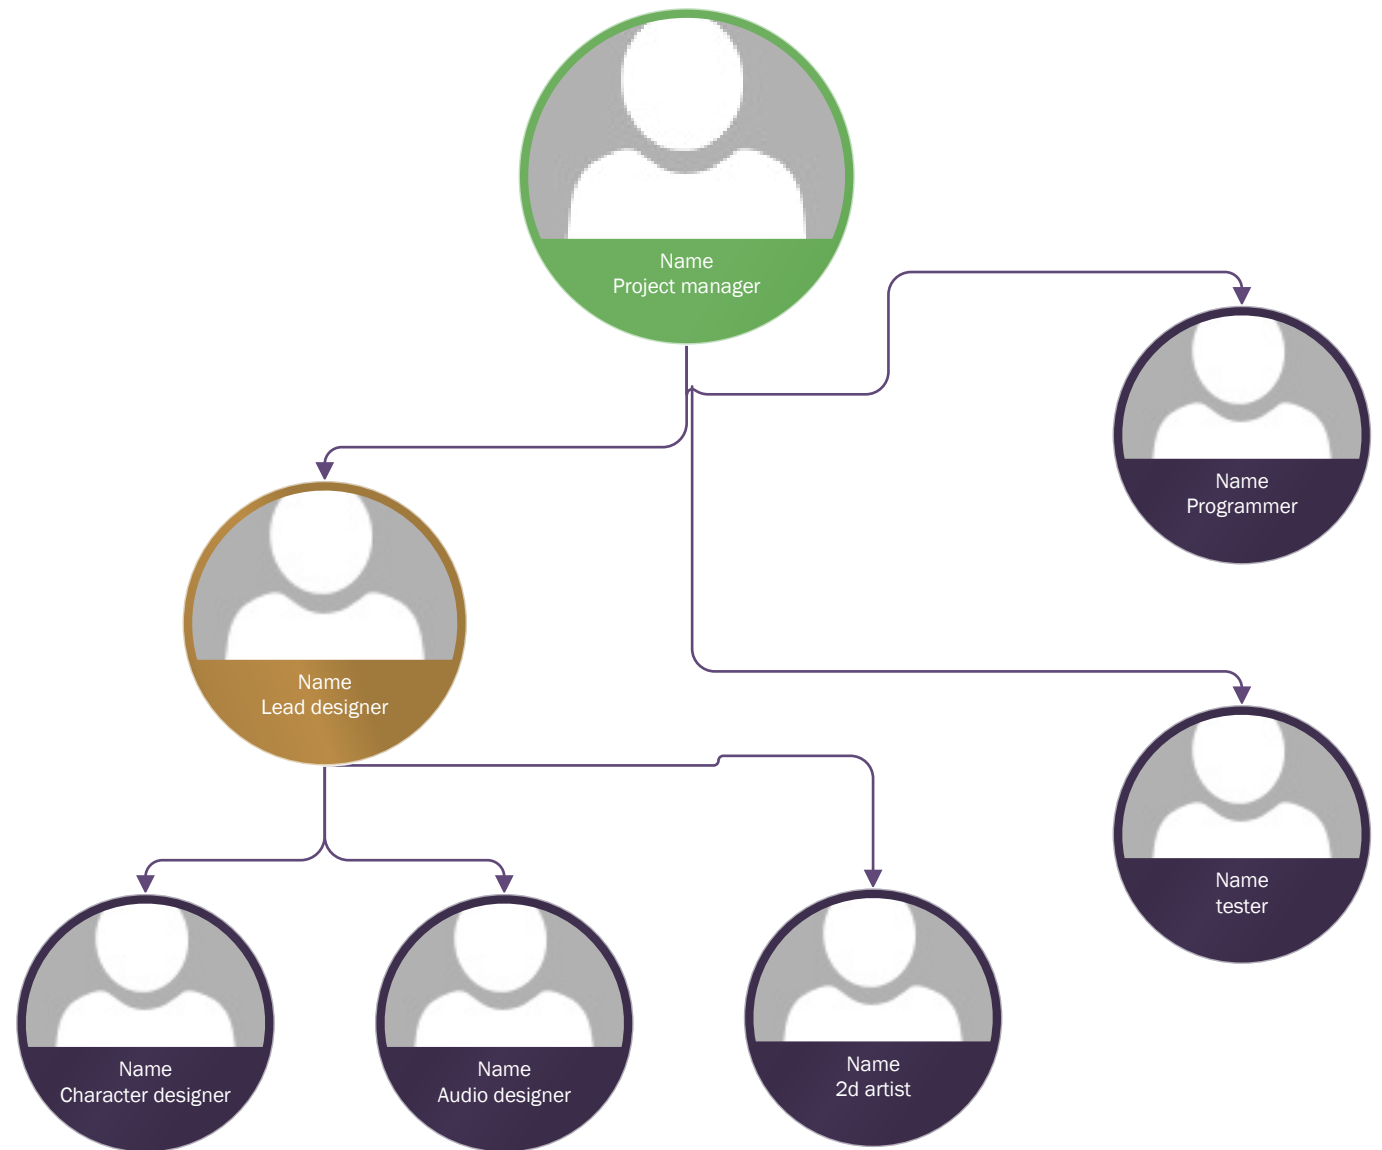 Name
Project manager
Name
Programmer
Name
Lead designer
Name
tester
Name
Character designer
Name
Audio designer
Name
2d artist